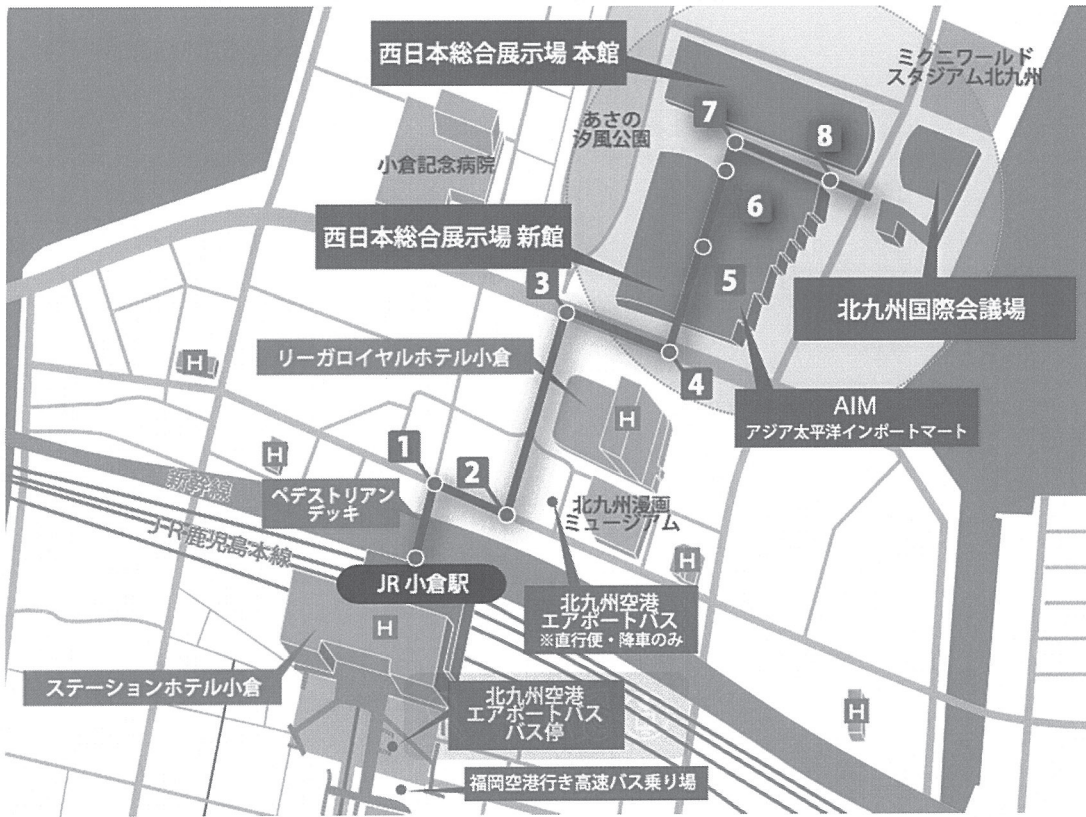 西日本総合展示場 本館
ミクニワールド
スタジアム北九州
あさの
汐風公園
7
8
小倉記念病院
6
西日本総合展示場 新館
5
3
北九州国際会議場
リーガロイヤルホテル小倉
4
H
AIM
アジア太平洋インポートマート
H
1
2
H
新幹線
ペデストリアン
デッキ
北九州漫画
ミュージアム
JR鹿児島本線
H
JR 小倉駅
北九州空港
エアポートバス
※直行便・降車のみ
H
ステーションホテル小倉
北九州空港
エアポートバス
バス停
H
福岡空港行き高速バス乗り場